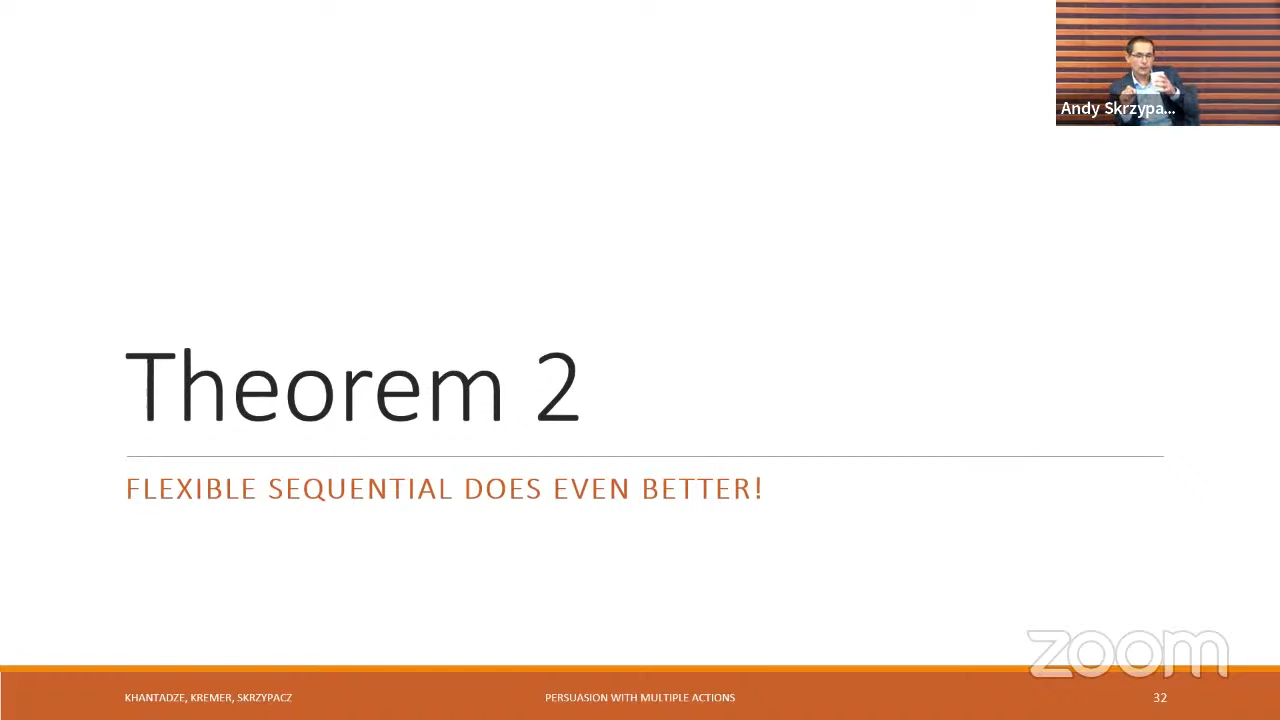 Andy Skrzypa...
Theorem 2
FLEXIBLE SEQUENTIAL DOES EVEN BETTER!
zoom
KHANTADZE, KREMER, SKRZYPACZ
PERSUASION WITH MULTIPLE ACTIONS
32